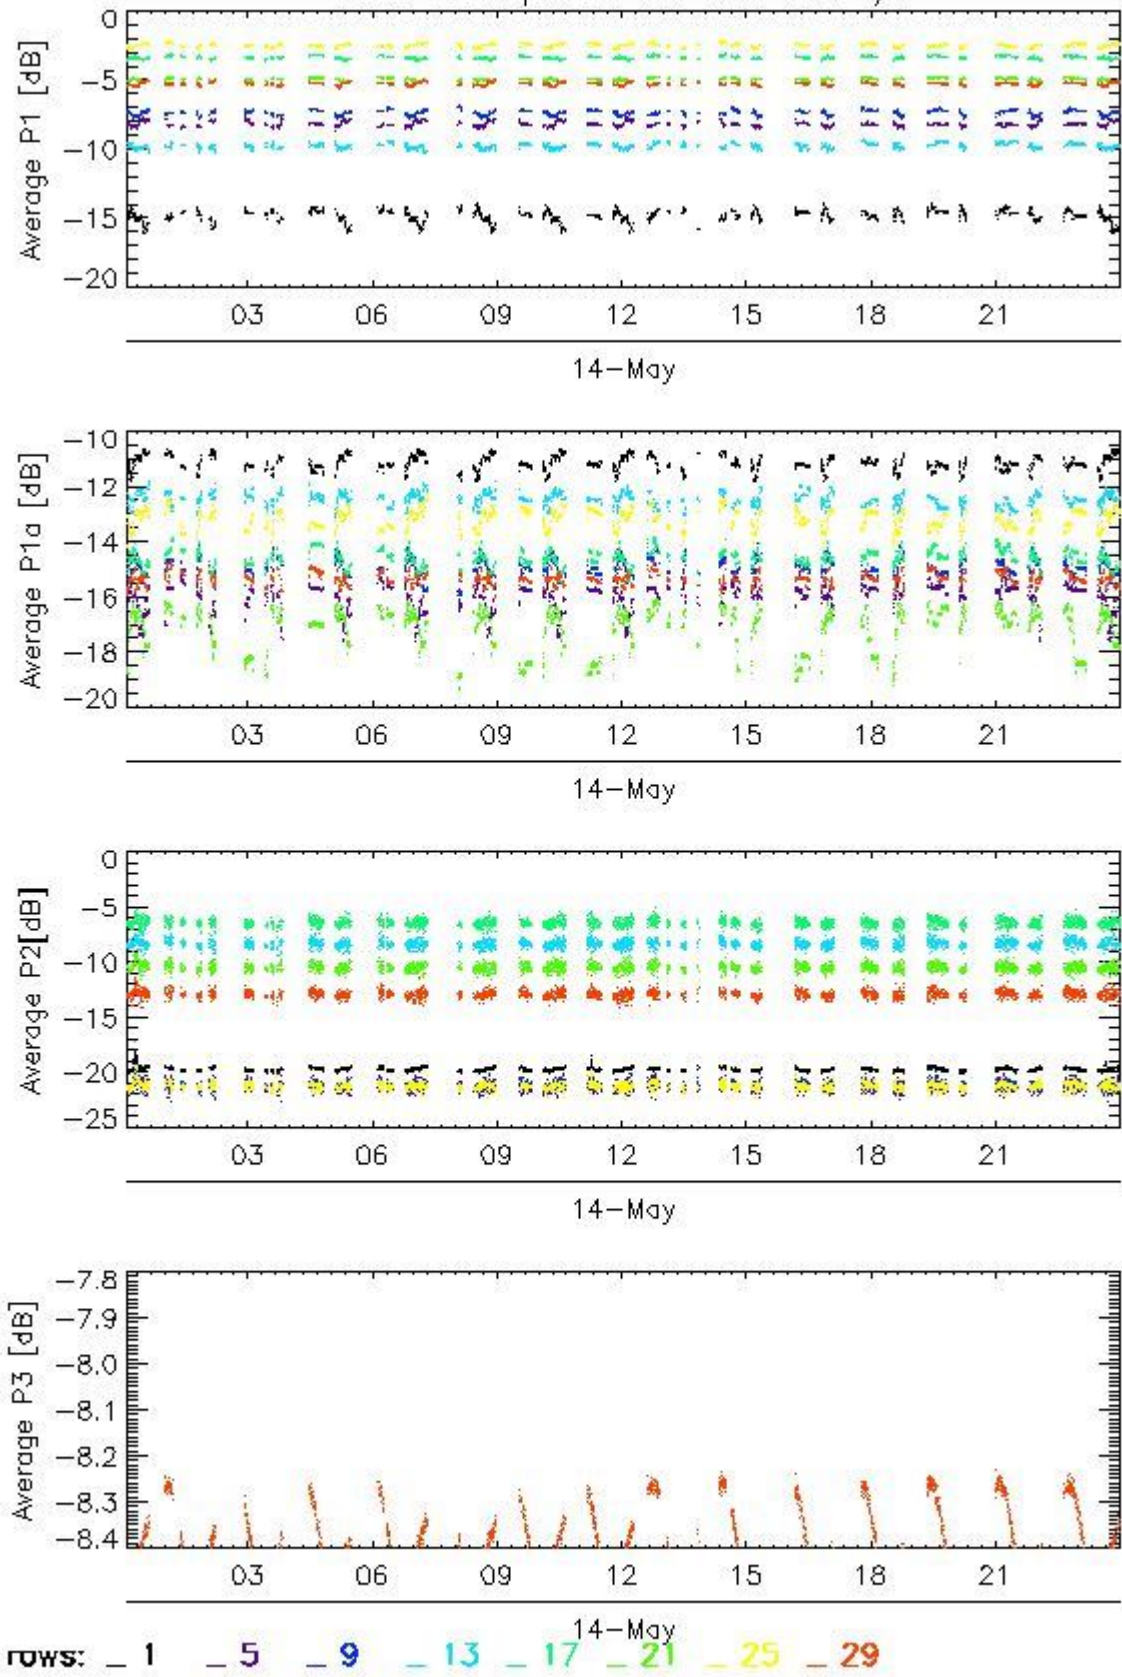 0
-5
-10
-15
-20
Average P1 [dB]
03 06 09 12 15 18 21
14-May
-10
-12
-14
-16
-18
-20
Average P1a [dB]
03 06 09 12 15 18 21
14-May
0
-5
-10
-15
-20
-25
Average P2[dB]
03 06 09 12 15 18 21
14-May
-7.8
-7.9
-8.0
-8.1
-8.2
-8.3
-8.4
Average P3 [dB]
03 06 09 12 15 18 21
14-May
rows: _ 1 _ 5 _ 9 _ 13 _ 17 _ 21 _ 25 _ 29